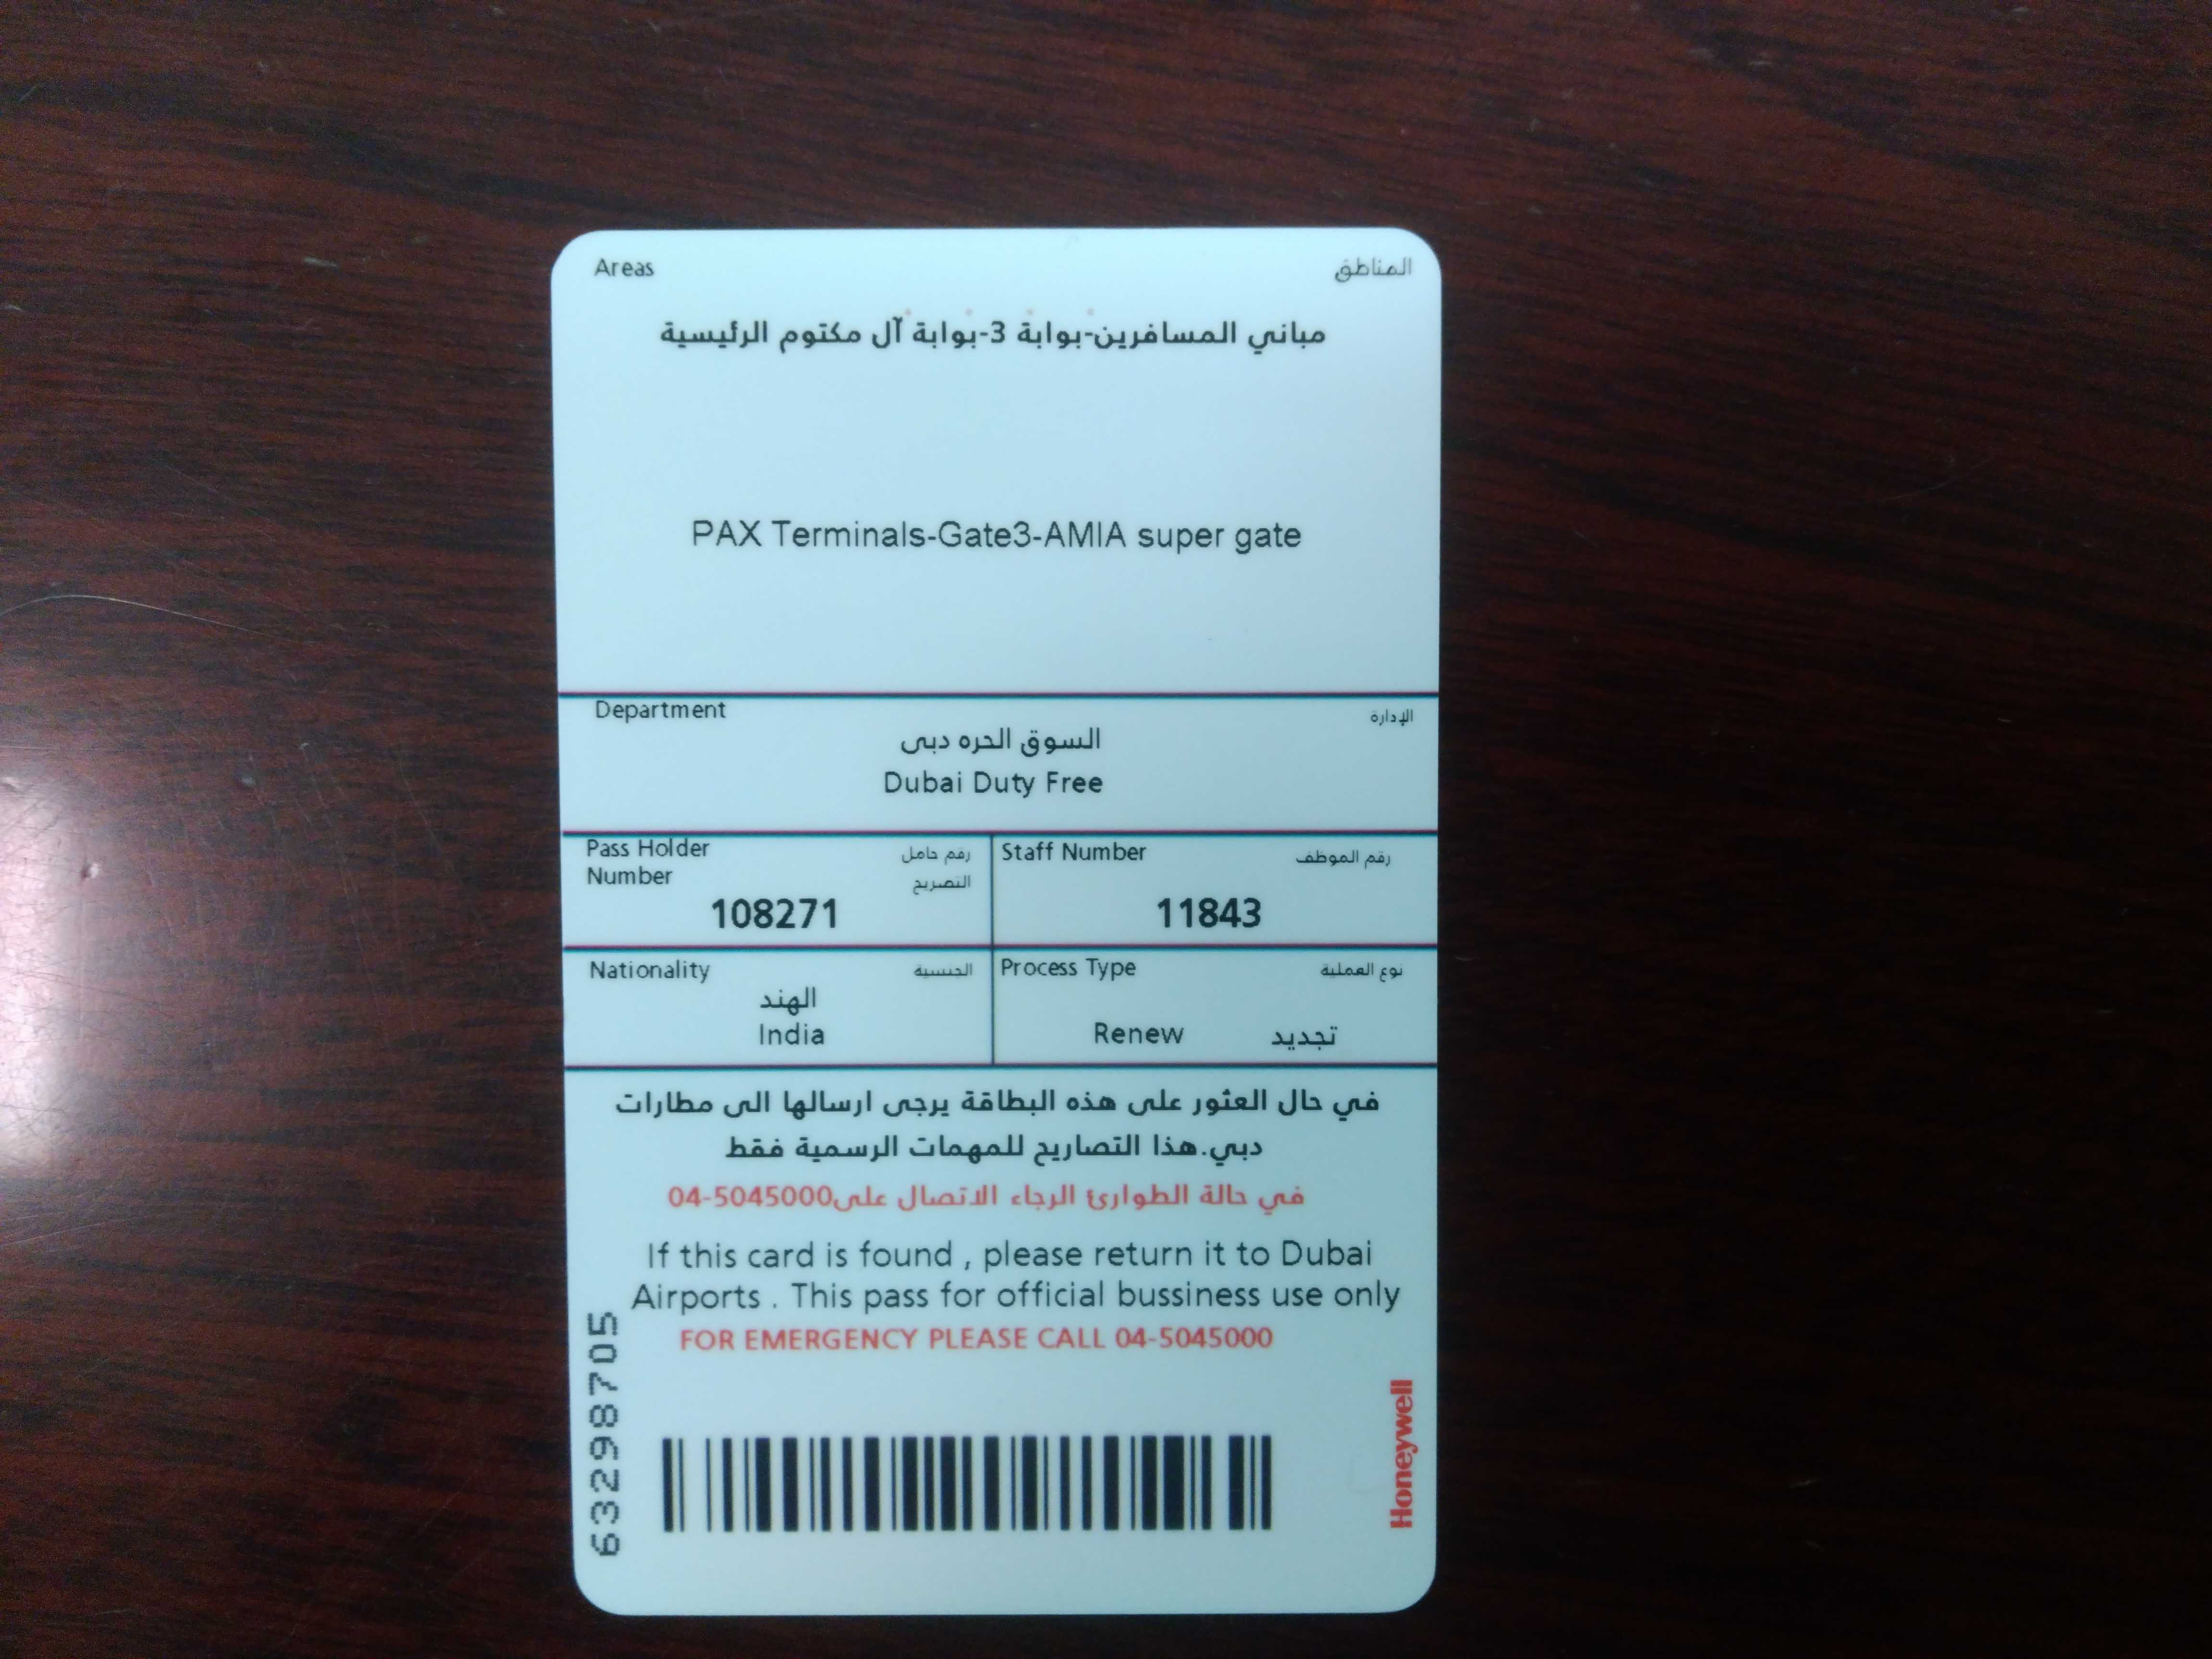 Areas المناطق
مباني المسافرين-بوابة 3-بوابة آل مكتوم الرئيسية
PAX Terminals-Gate3-AMIA super gate
Department الإدارة
السوق الحره دبى
Dubai Duty Free
Pass Holder رقم حامل
Number التصريح
108271
Staff Number رقم الموظف
11843
Nationality الجنسية
الهند
India
Process Type نوع العملية
Renew تجديد
في حال العثور على هذه البطاقة يرجى ارسالها الى مطارات
دبي.هذا التصاريح للمهمات الرسمية فقط
في حالة الطوارئ الرجاء الاتصال على04-5045000
If this card is found , please return it to Dubai
Airports . This pass for official bussiness use only
FOR EMERGENCY PLEASE CALL 04-5045000
63298705
Honeywell